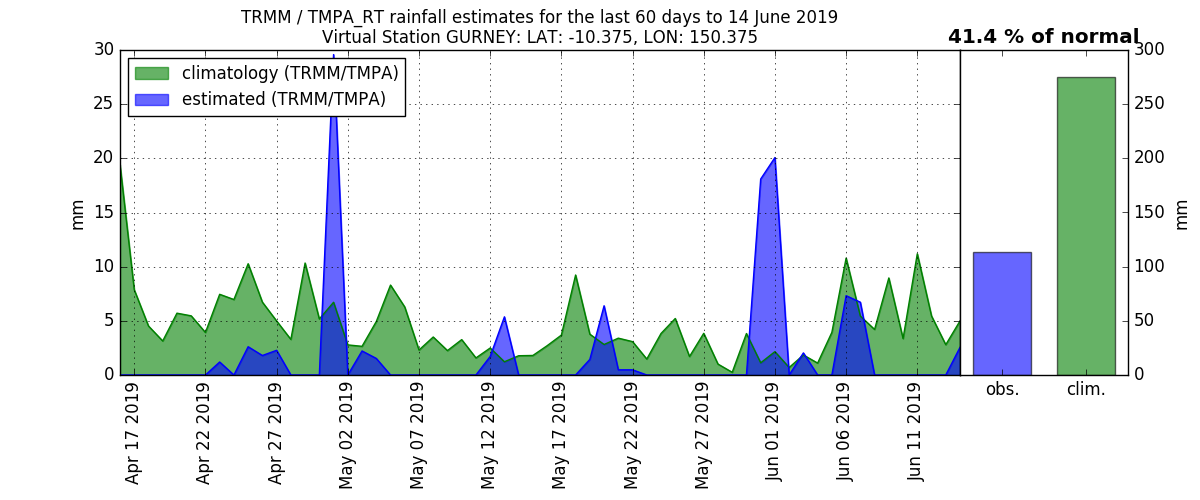 TRMM / TMPA_RT rainfall estimates for the last 60 days to 14 June 2019
Virtual Station GURNEY: LAT: -10.375, LON: 150.375
41.4 % of normal
climatology (TRMM/TMPA)
estimated (TRMM/TMPA)
30
25
20
15
10
5
0
mm
300
250
200
150
100
50
0
mm
Apr 17 2019
Apr 22 2019
Apr 27 2019
May 02 2019
May 07 2019
May 12 2019
May 17 2019
May 22 2019
May 27 2019
Jun 01 2019
Jun 06 2019
Jun 11 2019
obs.
clim.